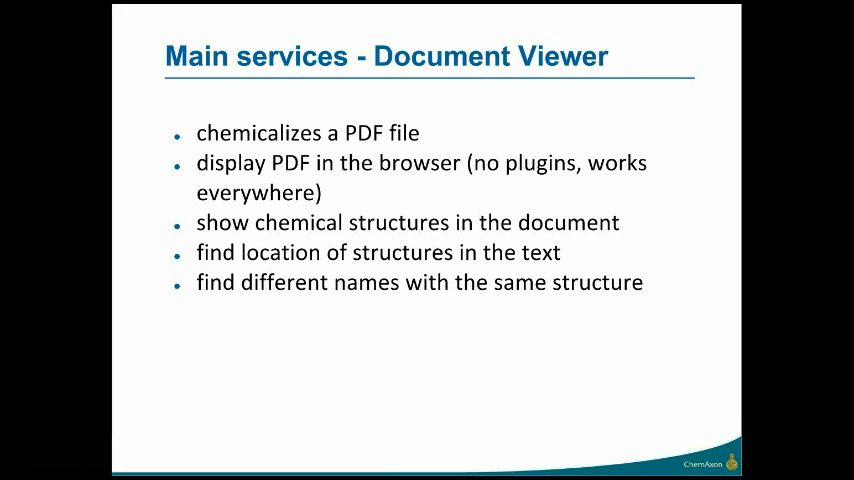 Main services - Document Viewer
chemicalizes a PDF file
display PDF in the browser (no plugins, works
everywhere)
show chemical structures in the document
find location of structures in the text
find different names with the same structure
ChemAxon